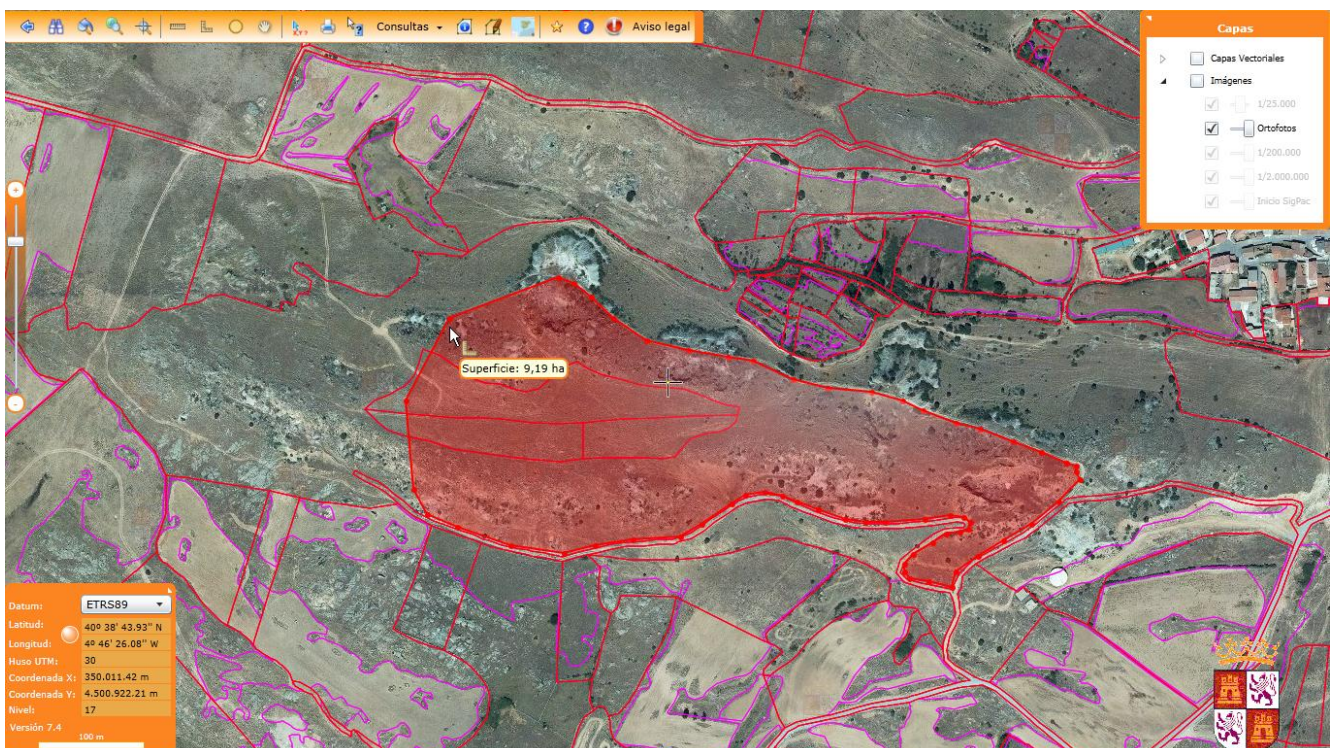 Consultas
Aviso legal
Capas
Capas Vectoriales
Imágenes
1/25.000
Ortofotos
1/200.000
1/2.000.000
Inicio SigPac
Superficie: 9,19 ha
Datum: ETRS89
Latitud: 40º 38' 43.93'' N
Longitud: 4º 46' 26.08'' W
Huso UTM: 30
Coordenada X: 350.011.42 m
Coordenada Y: 4.500.922.21 m
Nivel: 17
Versión 7.4
100 m